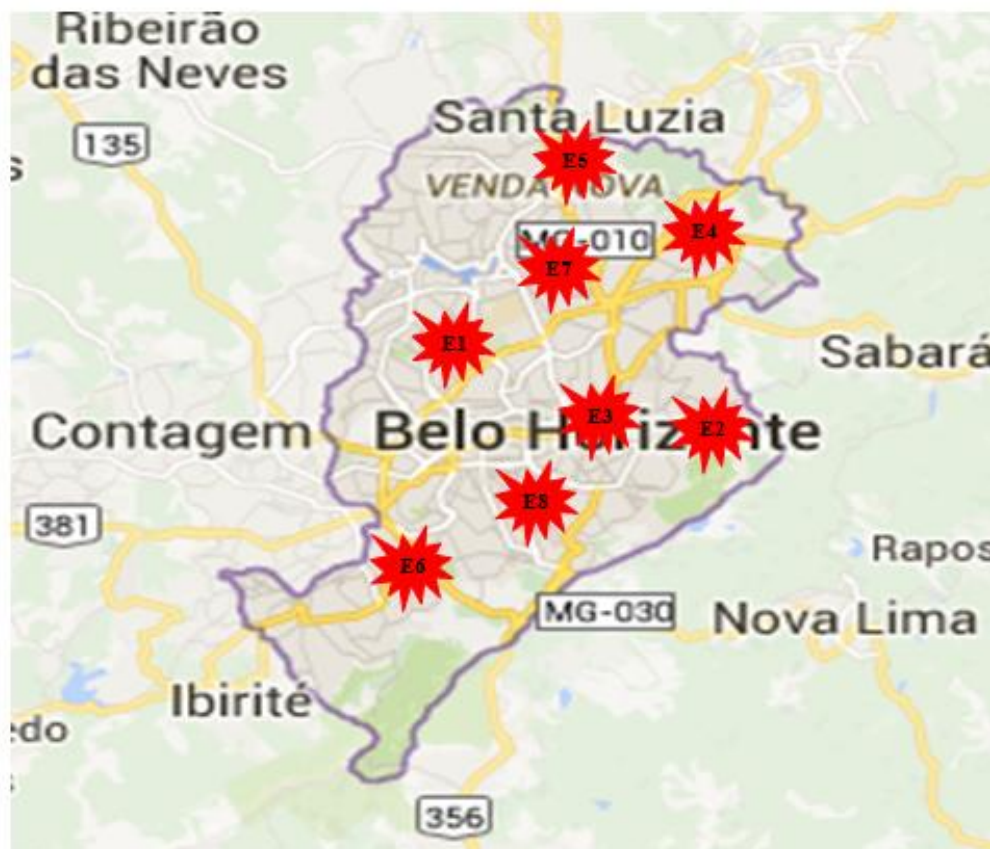 Ribeirão
das Neves
135
s
Santa Luzia
E5
VENDA NOVA
MG-010
E4
E7
E1
Sabará
Contagem
Belo Horizonte
E3
E2
381
E8
E6
Rapos
MG-030
Nova Lima
Ibirité
edo
356